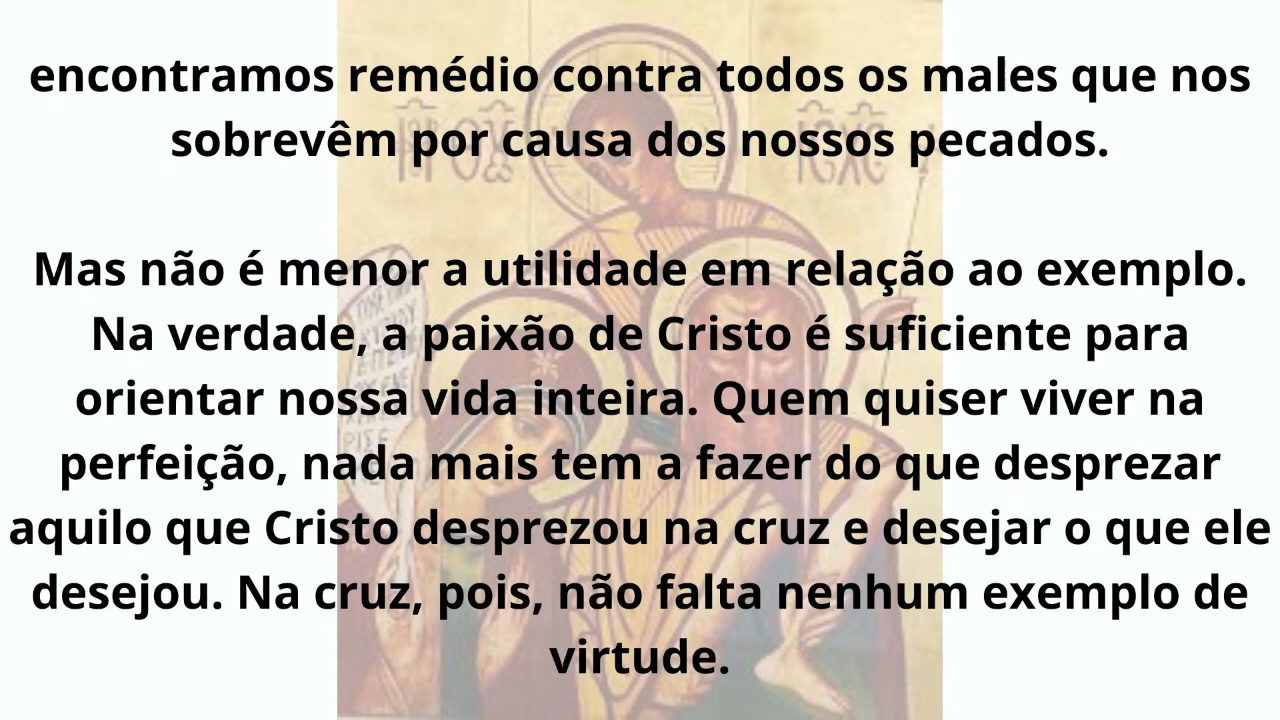 encontramos remédio contra todos os males que nos
sobrevêm por causa dos nossos pecados.
Mas não é menor a utilidade em relação ao exemplo.
Na verdade, a paixão de Cristo é suficiente para
orientar nossa vida inteira. Quem quiser viver na
perfeição, nada mais tem a fazer do que desprezar
aquilo que Cristo desprezou na cruz e desejar o que ele
desejou. Na cruz, pois, não falta nenhum exemplo de
virtude.